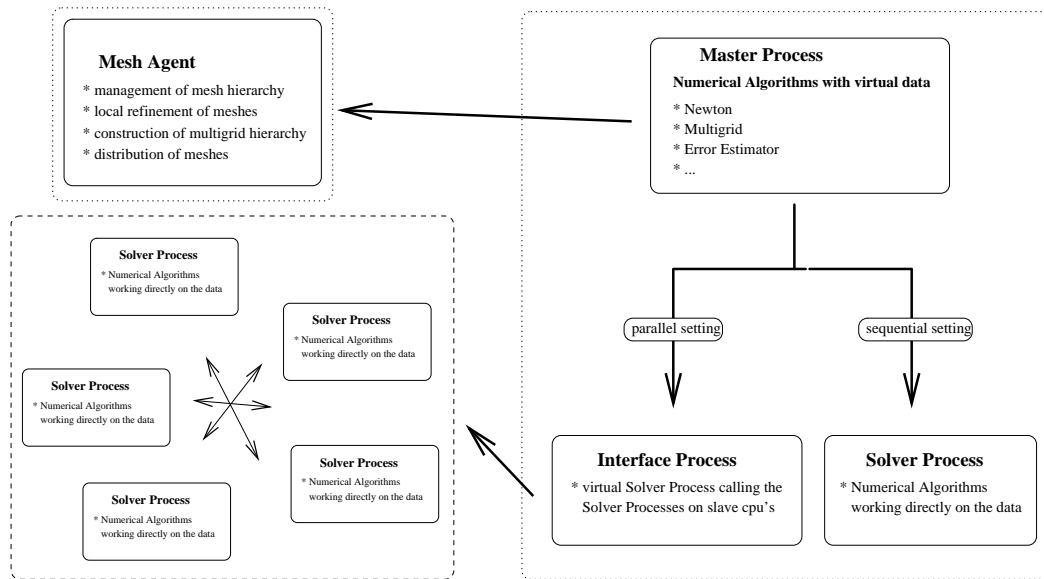 Mesh Agent
* management of mesh hierarchy
* local refinement of meshes
* construction of multigrid hierarchy
* distribution of meshes
Master Process
Numerical Algorithms with virtual data
* Newton
* Multigrid
* Error Estimator
* ...
parallel setting
sequential setting
Solver Process
* Numerical Algorithms
working directly on the data
Solver Process
* Numerical Algorithms
working directly on the data
Solver Process
* Numerical Algorithms
working directly on the data
Solver Process
* Numerical Algorithms
working directly on the data
Solver Process
* Numerical Algorithms
working directly on the data
Interface Process
* virtual Solver Process calling the
Solver Processes on slave cpu's
Solver Process
* Numerical Algorithms
working directly on the data